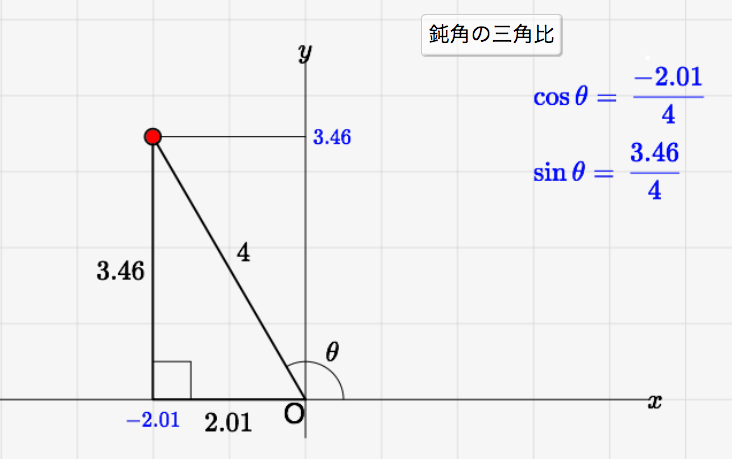 鈍角の三角比
y
cos θ = −2.01/4
3.46
sin θ = 3.46/4
4
3.46
θ
x
O
−2.01
2.01